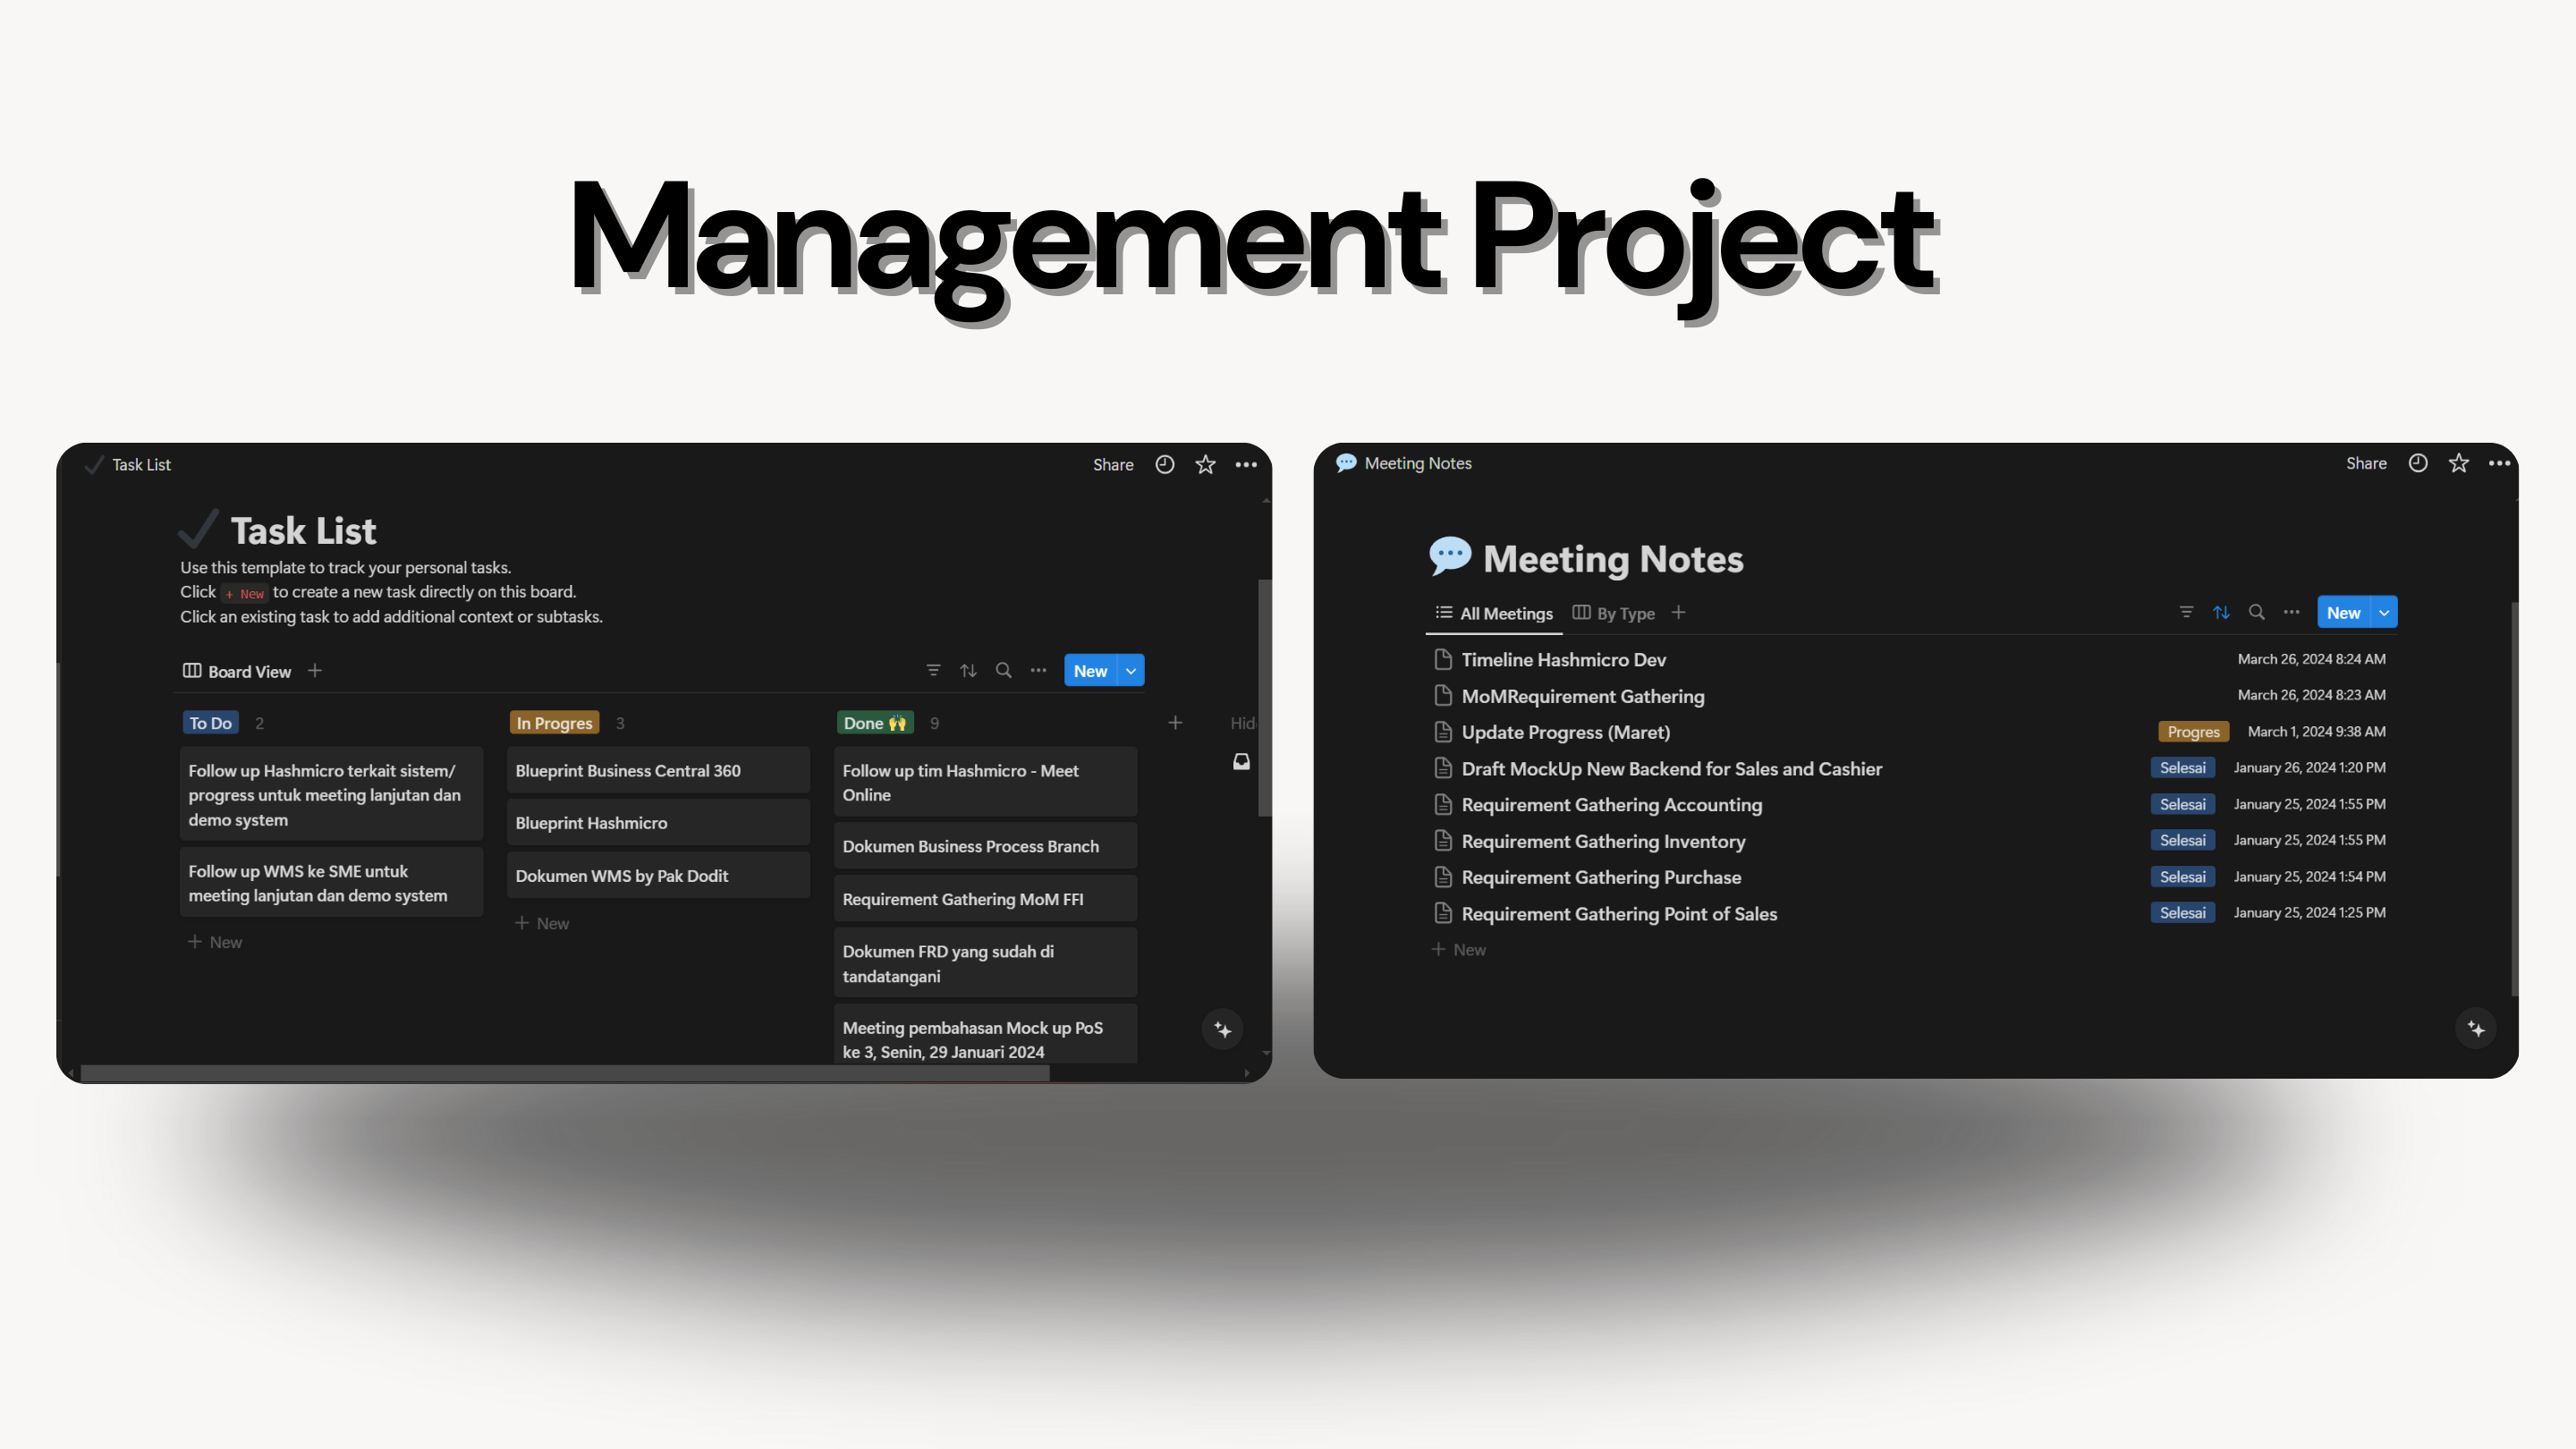 Management Project
Task List
Share
Task List
Use this template to track your personal tasks.
Click + New to create a new task directly on this board.
Click an existing task to add additional context or subtasks.
Board View
New
To Do 2
In Progres 3
Done 🙌 9
Hid
Follow up Hashmicro terkait sistem/
progress untuk meeting lanjutan dan
demo system
Follow up WMS ke SME untuk
meeting lanjutan dan demo system
+ New
Blueprint Business Central 360
Blueprint Hashmicro
Dokumen WMS by Pak Dodit
+ New
Follow up tim Hashmicro - Meet
Online
Dokumen Business Process Branch
Requirement Gathering MoM FFI
Dokumen FRD yang sudah di
tandatangani
Meeting pembahasan Mock up PoS
ke 3, Senin, 29 Januari 2024
Meeting Notes
Share
Meeting Notes
All Meetings
By Type
New
Timeline Hashmicro Dev March 26, 2024 8:24 AM
MoMRequirement Gathering March 26, 2024 8:23 AM
Update Progress (Maret) Progres March 1, 2024 9:38 AM
Draft MockUp New Backend for Sales and Cashier Selesai January 26, 2024 1:20 PM
Requirement Gathering Accounting Selesai January 25, 2024 1:55 PM
Requirement Gathering Inventory Selesai January 25, 2024 1:55 PM
Requirement Gathering Purchase Selesai January 25, 2024 1:54 PM
Requirement Gathering Point of Sales Selesai January 25, 2024 1:25 PM
+ New